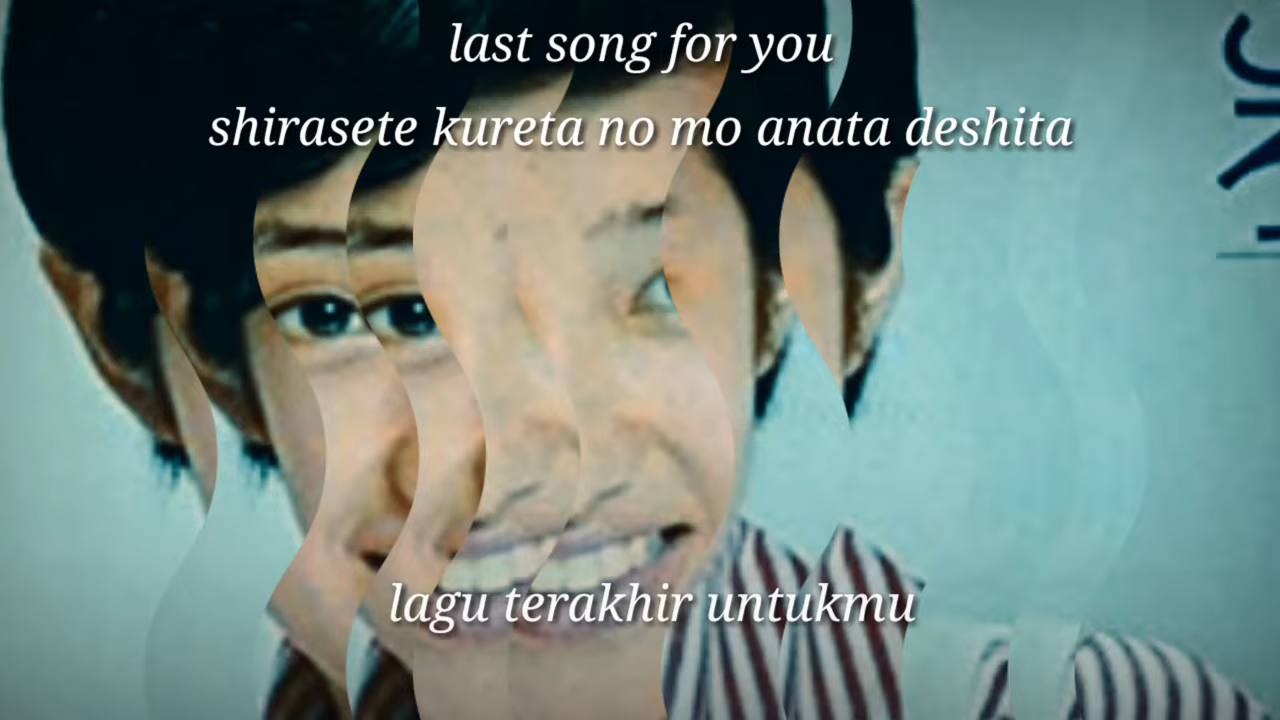 last song for you
shirasete kureta no mo anata deshita
lagu terakhir untukmu